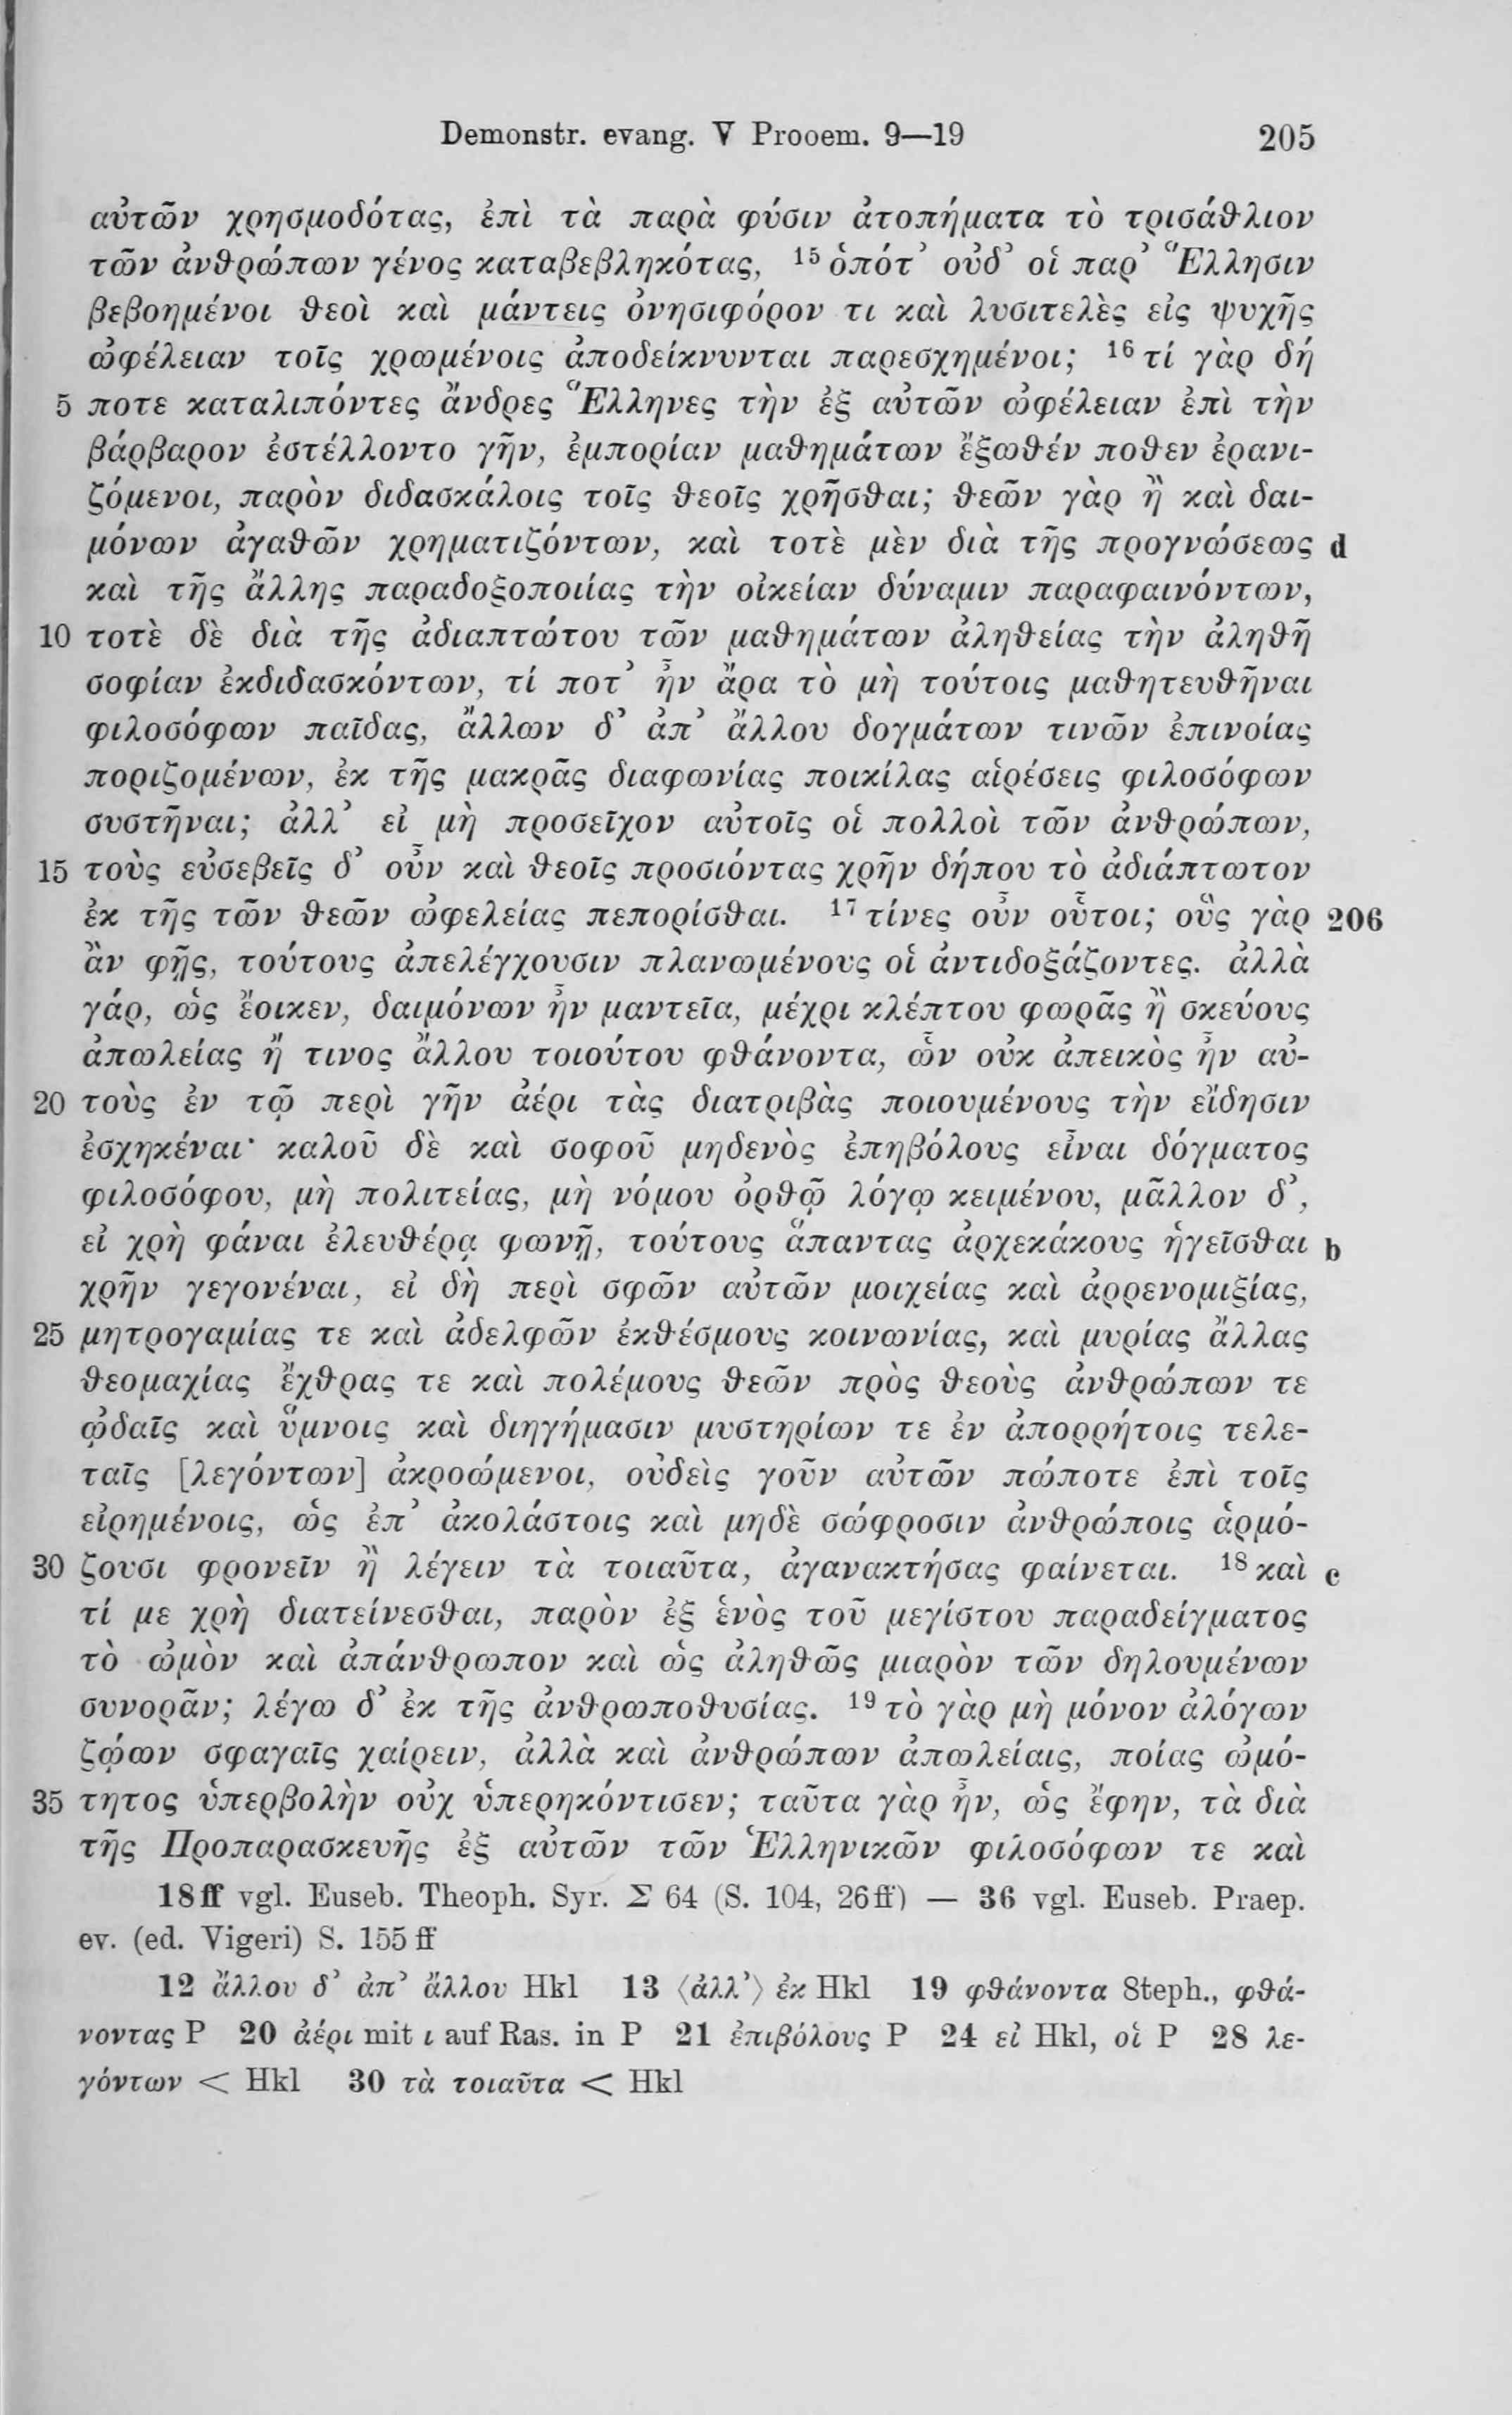 Demonstr. evang. V Prooem. 9—19 205
αὐτῶν χρησμοδότας, ἐπὶ τὰ παρὰ φύσιν ἀτοπήματα τὸ τρισάθλιον
τῶν ἀνθρώπων γένος καταβεβληκότας, ¹⁵ ὁπότ’ οὐδ’ οἱ παρ’ Ἕλλησιν
βεβοημένοι θεοὶ καὶ μάντεις ὀνησιφόρον τι καὶ λυσιτελὲς εἰς ψυχῆς
ὠφέλειαν τοῖς χρωμένοις ἀποδείκνυνται παρεσχημένοι; ¹⁶ τί γὰρ δή
5 ποτε καταλιπόντες ἄνδρες Ἕλληνες τὴν ἐξ αὐτῶν ὠφέλειαν ἐπὶ τὴν
βάρβαρον ἐστέλλοντο γῆν, ἐμπορίαν μαθημάτων ἔξωθέν ποθεν ἐρανι-
ζόμενοι, παρὸν διδασκάλοις τοῖς θεοῖς χρῆσθαι; θεῶν γὰρ ἢ καὶ δαι-
μόνων ἀγαθῶν χρηματιζόντων, καὶ τοτὲ μὲν διὰ τῆς προγνώσεως d
καὶ τῆς ἄλλης παραδοξοποιίας τὴν οἰκείαν δύναμιν παραφαινόντων,
10 τοτὲ δὲ διὰ τῆς ἀδιαπτώτου τῶν μαθημάτων ἀληθείας τὴν ἀληθῆ
σοφίαν ἐκδιδασκόντων, τί ποτ’ ἦν ἄρα τὸ μὴ τούτοις μαθητευθῆναι
φιλοσόφων παῖδας, ἄλλων δ’ ἀπ’ ἄλλου δογμάτων τινῶν ἐπινοίας
ποριζομένων, ἐκ τῆς μακρᾶς διαφωνίας ποικίλας αἱρέσεις φιλοσόφων
συστῆναι; ἀλλ’ εἰ μὴ προσεῖχον αὐτοῖς οἱ πολλοὶ τῶν ἀνθρώπων,
15 τοὺς εὐσεβεῖς δ’ οὖν καὶ θεοῖς προσιόντας χρῆν δήπου τὸ ἀδιάπτωτον
ἐκ τῆς τῶν θεῶν ὠφελείας πεπορίσθαι. ¹⁷ τίνες οὖν οὗτοι; οὓς γὰρ 206
ἂν φῇς, τούτους ἀπελέγχουσιν πλανωμένους οἱ ἀντιδοξάζοντες. ἀλλὰ
γάρ, ὡς ἔοικεν, δαιμόνων ἦν μαντεῖα, μέχρι κλέπτου φωρᾶς ἢ σκεύους
ἀπωλείας ἤ τινος ἄλλου τοιούτου φθάνοντα, ὧν οὐκ ἀπεικὸς ἦν αὐ-
20 τοὺς ἐν τῷ περὶ γῆν ἀέρι τὰς διατριβὰς ποιουμένους τὴν εἴδησιν
ἐσχηκέναι· καλοῦ δὲ καὶ σοφοῦ μηδενὸς ἐπηβόλους εἶναι δόγματος
φιλοσόφου, μὴ πολιτείας, μὴ νόμου ὀρθῷ λόγῳ κειμένου, μᾶλλον δ’,
εἰ χρὴ φάναι ἐλευθέρᾳ φωνῇ, τούτους ἅπαντας ἀρχεκάκους ἡγεῖσθαι b
χρῆν γεγονέναι, εἰ δὴ περὶ σφῶν αὐτῶν μοιχείας καὶ ἀρρενομιξίας,
25 μητρογαμίας τε καὶ ἀδελφῶν ἐκθέσμους κοινωνίας, καὶ μυρίας ἄλλας
θεομαχίας ἔχθρας τε καὶ πολέμους θεῶν πρὸς θεοὺς ἀνθρώπων τε
ᾠδαῖς καὶ ὕμνοις καὶ διηγήμασιν μυστηρίων τε ἐν ἀπορρήτοις τελε-
ταῖς [λεγόντων] ἀκροώμενοι, οὐδεὶς γοῦν αὐτῶν πώποτε ἐπὶ τοῖς
εἰρημένοις, ὡς ἐπ’ ἀκολάστοις καὶ μηδὲ σώφροσιν ἀνθρώποις ἁρμό-
30 ζουσι φρονεῖν ἢ λέγειν τὰ τοιαῦτα, ἀγανακτήσας φαίνεται. ¹⁸ καὶ c
τί με χρὴ διατείνεσθαι, παρὸν ἐξ ἑνὸς τοῦ μεγίστου παραδείγματος
τὸ ὠμὸν καὶ ἀπάνθρωπον καὶ ὡς ἀληθῶς μιαρὸν τῶν δηλουμένων
συνορᾶν; λέγω δ’ ἐκ τῆς ἀνθρωποθυσίας. ¹⁹ τὸ γὰρ μὴ μόνον ἀλόγων
ζῴων σφαγαῖς χαίρειν, ἀλλὰ καὶ ἀνθρώπων ἀπωλείαις, ποίας ὠμό-
35 τητος ὑπερβολὴν οὐχ ὑπερηκόντισεν; ταῦτα γὰρ ἦν, ὡς ἔφην, τὰ διὰ
τῆς Προπαρασκευῆς ἐξ αὐτῶν τῶν Ἑλληνικῶν φιλοσόφων τε καὶ
18ff vgl. Euseb. Theoph. Syr. Σ 64 (S. 104, 26ff) — 36 vgl. Euseb. Praep.
ev. (ed. Vigeri) S. 155ff
12 ἄλλου δ’ ἀπ’ ἄλλου Hkl 13 ⟨ἀλλ’⟩ ἐκ Hkl 19 φθάνοντα Steph., φθά-
νοντας P 20 ἀέρι mit ι auf Ras. in P 21 ἐπιβόλους P 24 εἰ Hkl, οἱ P 28 λε-
γόντων < Hkl 30 τὰ τοιαῦτα < Hkl